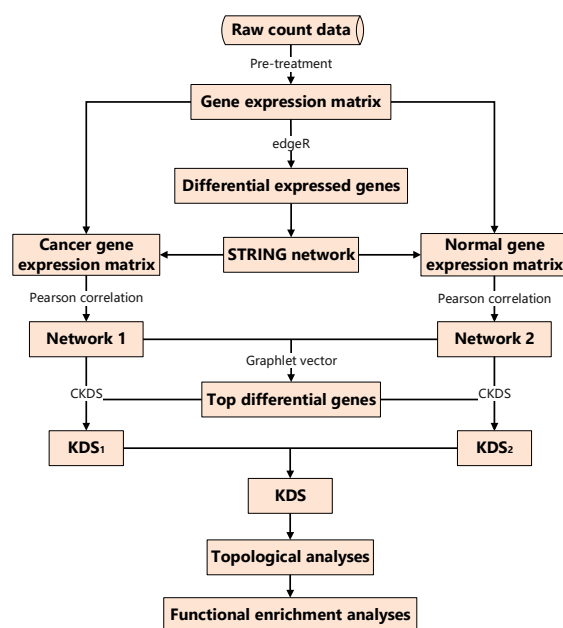 Raw count data
Pre-treatment
Gene expression matrix
edgeR
Differential expressed genes
Cancer gene
expression matrix
STRING network
Normal gene
expression matrix
Pearson correlation
Pearson correlation
Network 1
Network 2
Graphlet vector
CKDS
Top differential genes
CKDS
KDS₁
KDS₂
KDS
Topological analyses
Functional enrichment analyses